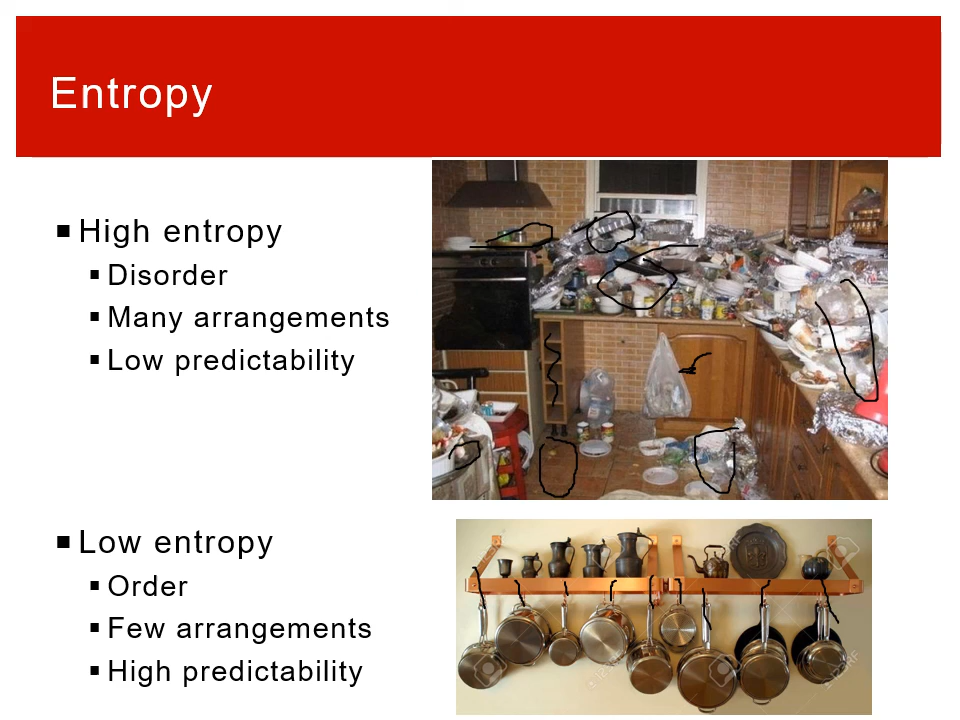 Entropy
▪ High entropy
▪ Disorder
▪ Many arrangements
▪ Low predictability
▪ Low entropy
▪ Order
▪ Few arrangements
▪ High predictability